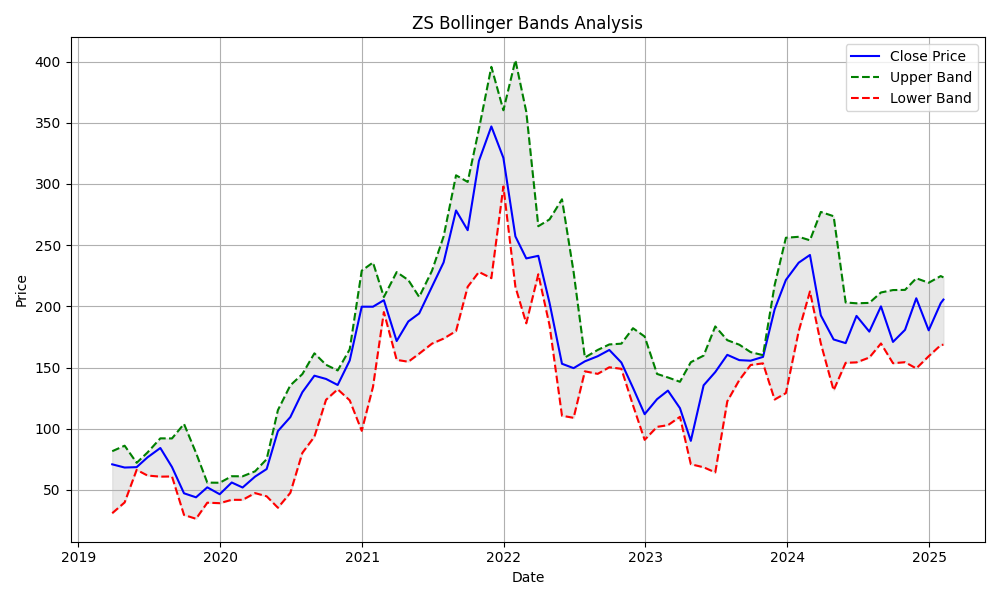 ZS Bollinger Bands Analysis
Close Price
Upper Band
Lower Band
Price
400
350
300
250
200
150
100
50
2019
2020
2021
2022
2023
2024
2025
Date